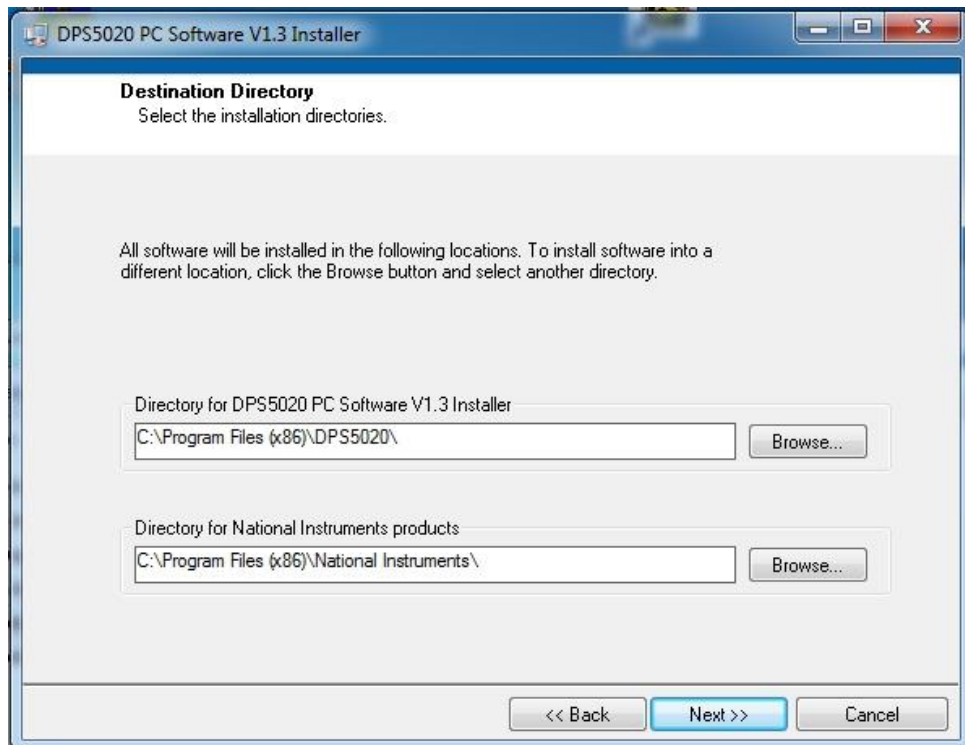 DPS5020 PC Software V1.3 Installer
Destination Directory
Select the installation directories.
All software will be installed in the following locations. To install software into a
different location, click the Browse button and select another directory.
Directory for DPS5020 PC Software V1.3 Installer
C:\Program Files (x86)\DPS5020\
Browse...
Directory for National Instruments products
C:\Program Files (x86)\National Instruments\
Browse...
<< Back
Next >>
Cancel